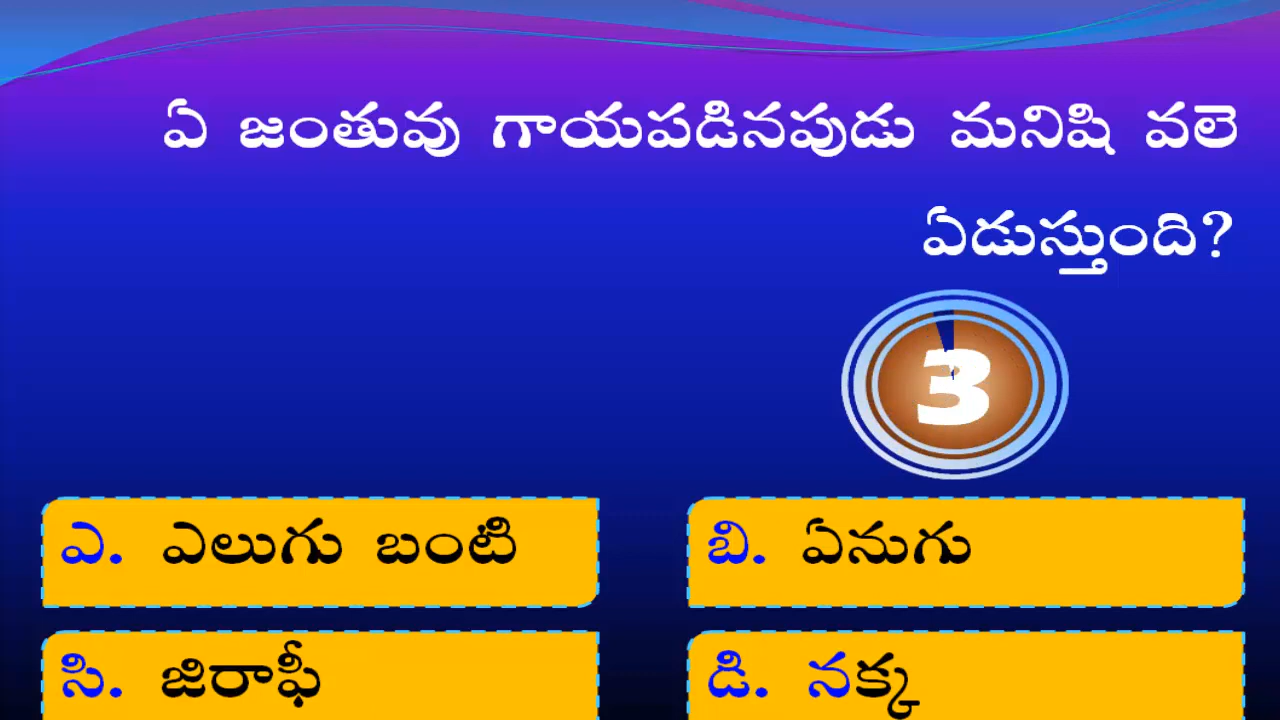 ఏ జంతువు గాయపడినపుడు మనిషి వలె
ఏడుస్తుంది?
3
ఎ. ఎలుగు బంటి
బి. ఏనుగు
సి. జిరాఫీ
డి. నక్క